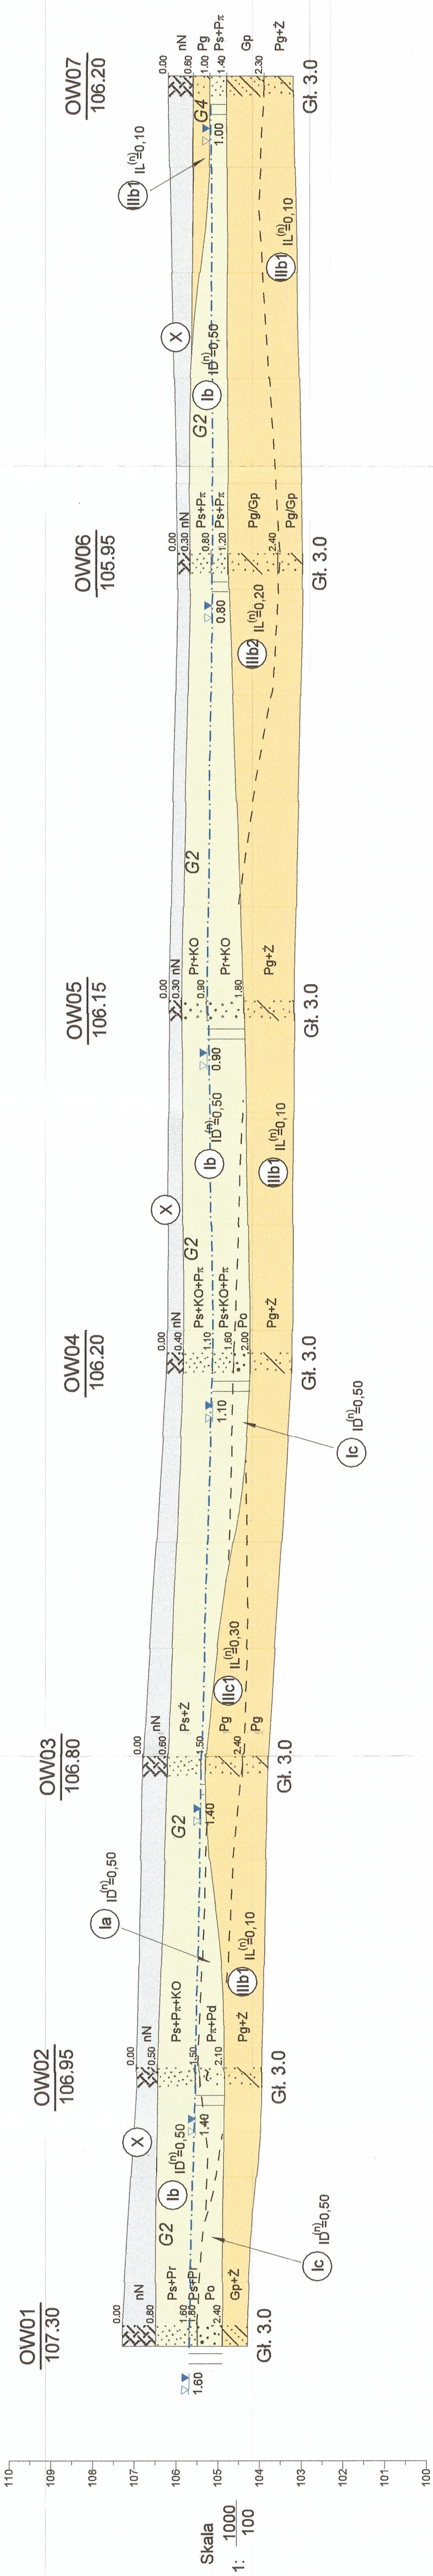 OW01
107.30
0.00
nN
0.80
Ps+Pr
1.60
1.80 Ps+Pr
Po
2.40
Gp+Ż
Gł. 3.0
1.60
G2
Ib ID(n)=0,50
Ic ID(n)=0,50
X
OW02
106.95
0.00
nN
0.50
Ps+Pπ+KO
1.50
Pπ+Pd
2.10
Pg+Ż
Gł. 3.0
1.40
Ia ID(n)=0,50
IIIb1 IL(n)=0,10
G2
OW03
106.80
0.00
nN
0.60
Ps+Ż
1.50
Pg
2.40
Pg
Gł. 3.0
1.40
IIIc1 IL(n)=0,30
Ic ID(n)=0,50
OW04
106.20
0.00
0.40 nN
Ps+KO+Pπ
1.10
Ps+KO+Pπ
1.60
Po
2.00
Pg+Ż
Gł. 3.0
1.10
G2
X
Ib ID(n)=0,50
IIIb1 IL(n)=0,10
OW05
106.15
0.00
0.30 nN
Pr+KO
0.90
Pr+KO
1.80
Pg+Ż
Gł. 3.0
0.90
G2
IIIb2 IL(n)=0,20
OW06
105.95
0.00
0.30 nN
Ps+Pπ
0.80
Ps+Pπ
1.20
Pg/Gp
2.40
Pg/Gp
Gł. 3.0
0.80
G2
Ib ID(n)=0,50
X
IIIb1 IL(n)=0,10
IIIb1 IL(n)=0,10
G4
OW07
106.20
0.00
nN
0.60
Pg
1.00
Ps+Pπ
1.40
Gp
2.30
Pg+Ż
Gł. 3.0
1.00
110
109
108
107
106
105
104
103
102
101
100
Skala
1: 1000
100